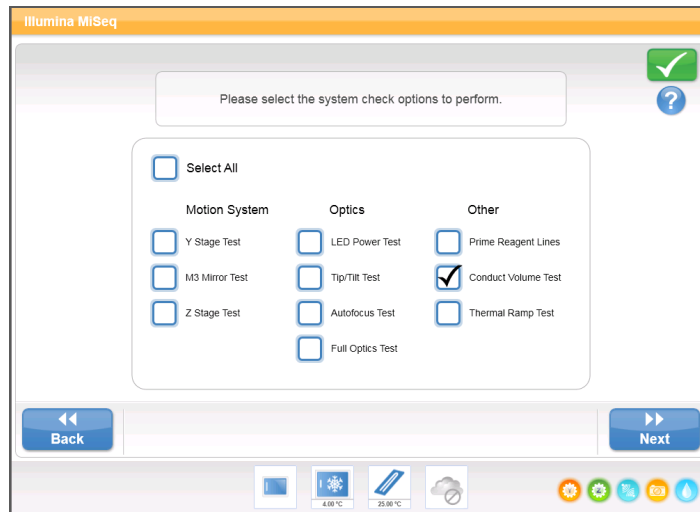 Illumina MiSeq
Please select the system check options to perform.
Select All
Motion System
Optics
Other
Y Stage Test
LED Power Test
Prime Reagent Lines
M3 Mirror Test
Tip/Tilt Test
Conduct Volume Test
Z Stage Test
Autofocus Test
Thermal Ramp Test
Full Optics Test
Back
Next
4.00 °C
25.00 °C